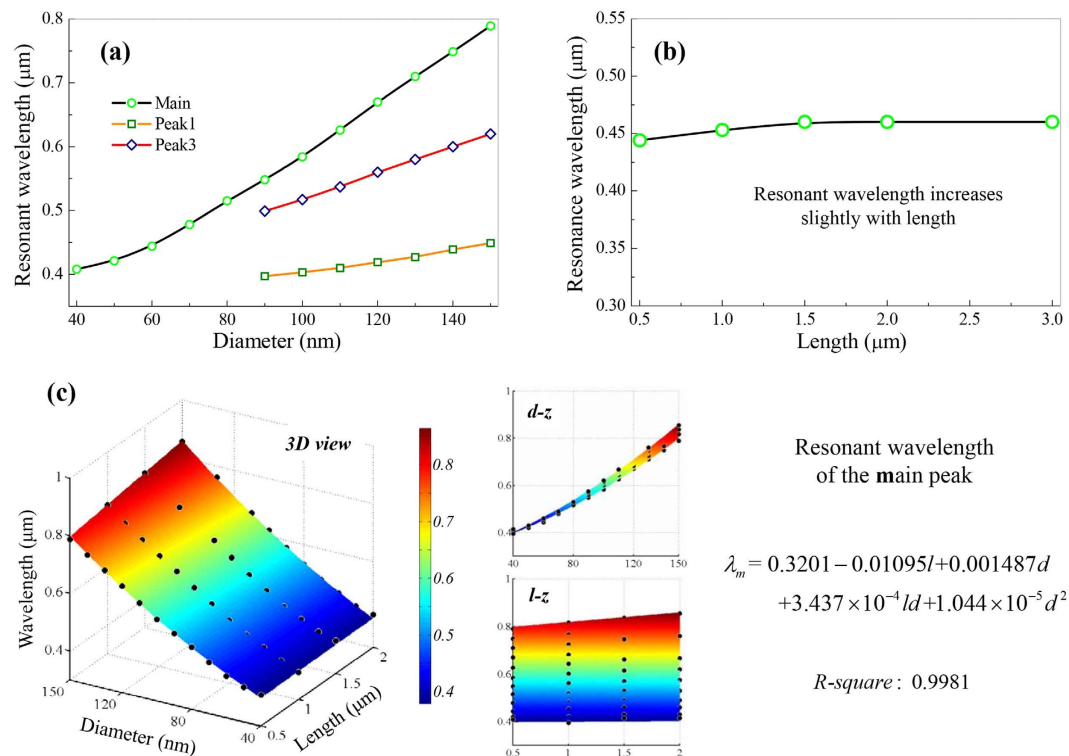 (a)
Resonant wavelength (μm)
0.8
0.7
0.6
0.5
0.4
Main
Peak1
Peak3
40 60 80 100 120 140
Diameter (nm)
(b)
Resonance wavelength (μm)
0.55
0.50
0.45
0.40
0.35
0.30
Resonant wavelength increases
slightly with length
0.5 1.0 1.5 2.0 3.0
Length (μm)
(c)
3D view
Wavelength (μm)
1
0.8
0.6
0.4
150
120
80
40
Diameter (nm)
0.5
1
1.5
2
Length (μm)
0.8
0.7
0.6
0.5
0.4
d-z
1
0.8
0.6
0.4
40 80 120 150
l-z
1
0.8
0.6
0.4
0.5 1 1.5 2
Resonant wavelength
of the main peak
λm = 0.3201 − 0.01095l+0.001487d
+3.437×10⁻⁴ ld+1.044×10⁻⁵ d²
R-square: 0.9981